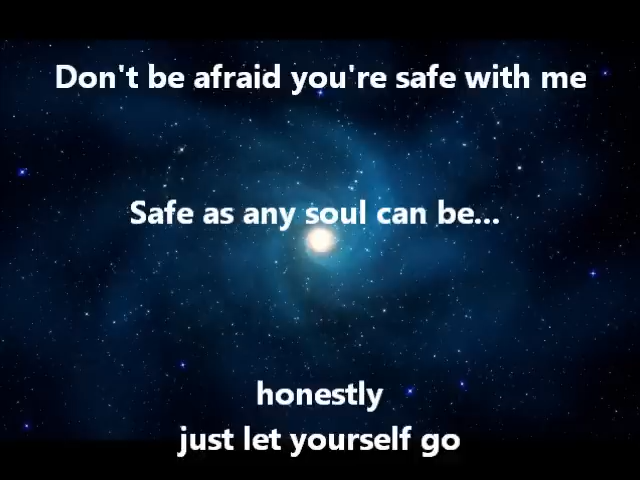 Don't be afraid you're safe with me
Safe as any soul can be...
honestly
just let yourself go